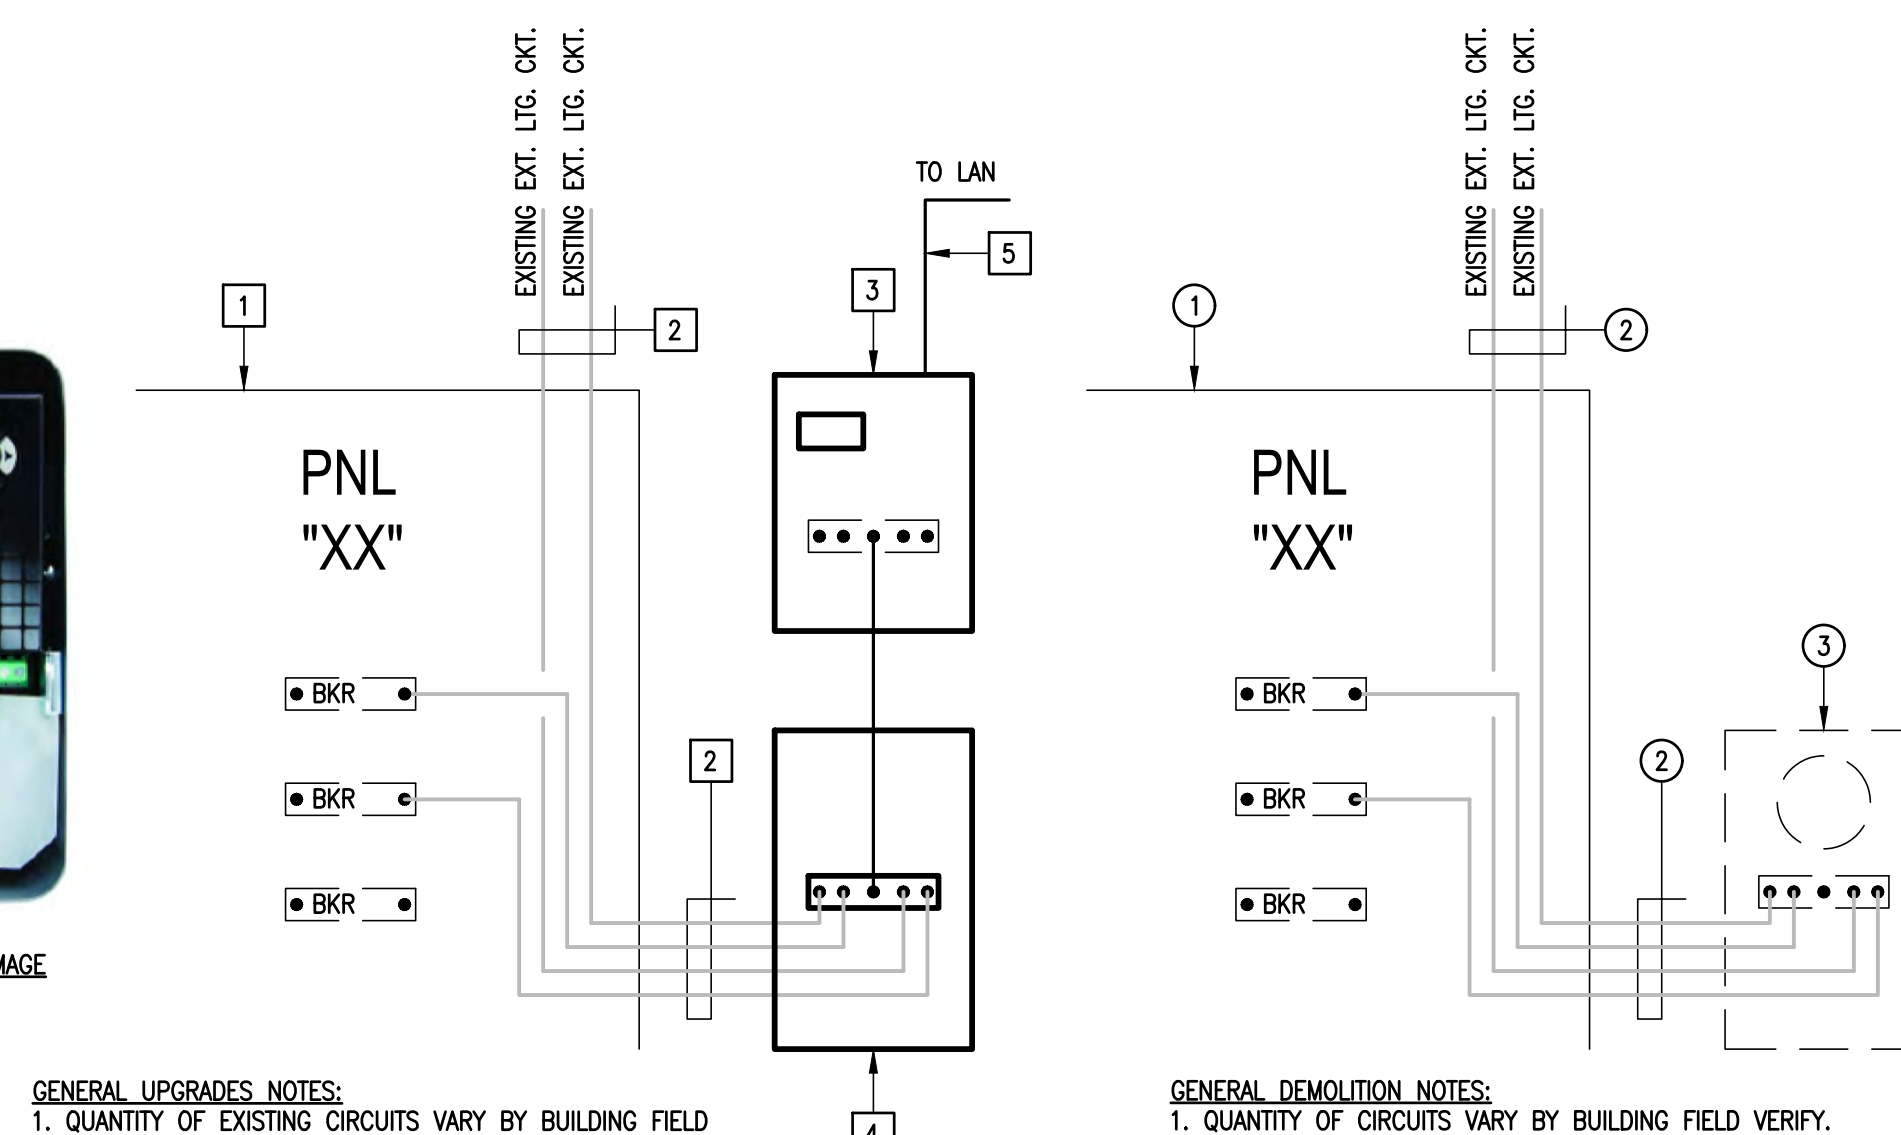 EXISTING EXT. LTG. CKT.
EXISTING EXT. LTG. CKT.
TO LAN
5
3
1
2
PNL
"XX"
BKR
BKR
BKR
2
4
EXISTING EXT. LTG. CKT.
EXISTING EXT. LTG. CKT.
1
2
PNL
"XX"
3
BKR
BKR
BKR
2
GENERAL UPGRADES NOTES:
1. QUANTITY OF EXISTING CIRCUITS VARY BY BUILDING FIELD
GENERAL DEMOLITION NOTES:
1. QUANTITY OF CIRCUITS VARY BY BUILDING FIELD VERIFY.